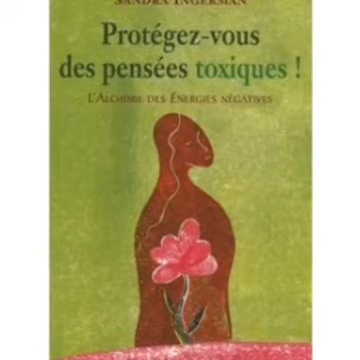 SANDRA INGERMAN
Protégez-vous
des pensées toxiques !
L'ALCHIMIE DES ÉNERGIES NÉGATIVES